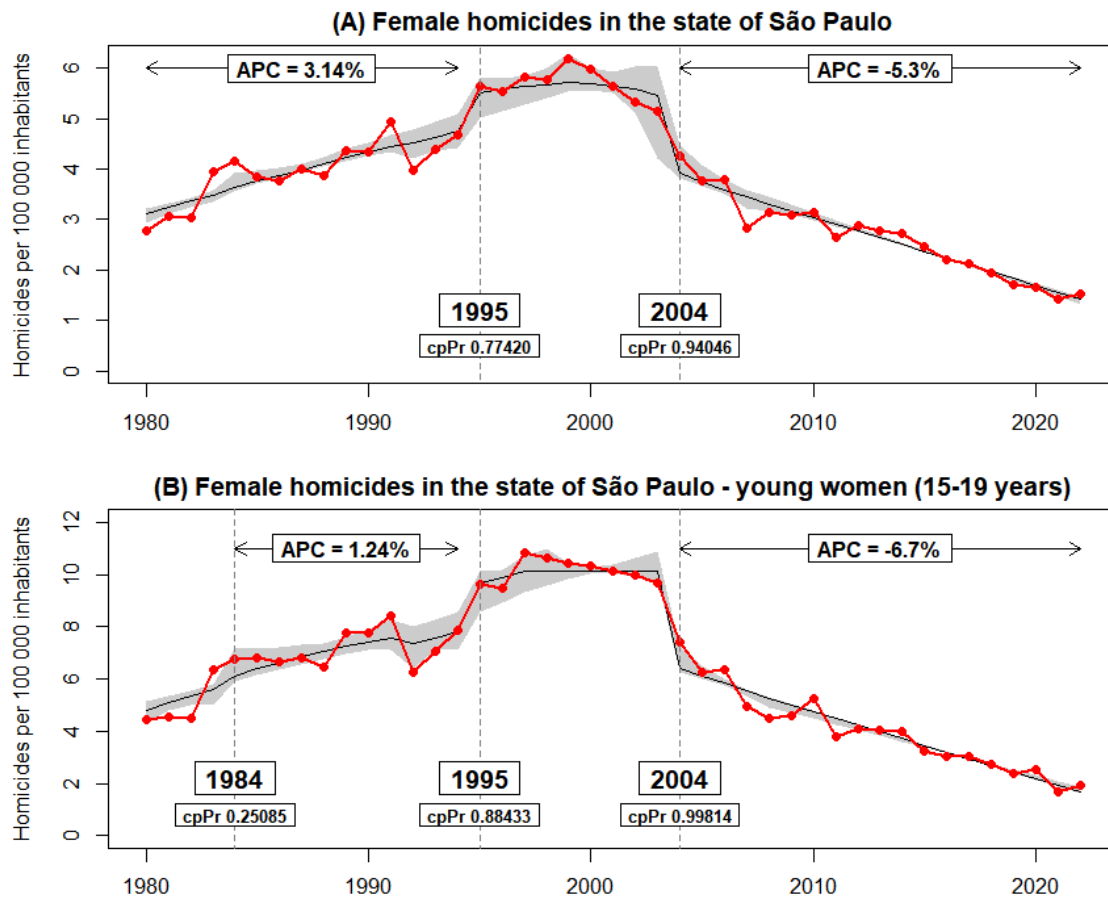 (A) Female homicides in the state of São Paulo
Homicides per 100 000 inhabitants
6
5
4
3
2
1
0
APC = 3.14%
APC = -5.3%
1995
2004
cpPr 0.77420
cpPr 0.94046
1980
1990
2000
2010
2020
(B) Female homicides in the state of São Paulo - young women (15-19 years)
Homicides per 100 000 inhabitants
12
10
8
6
4
2
0
APC = 1.24%
APC = -6.7%
1984
1995
2004
cpPr 0.25085
cpPr 0.88433
cpPr 0.99814
1980
1990
2000
2010
2020